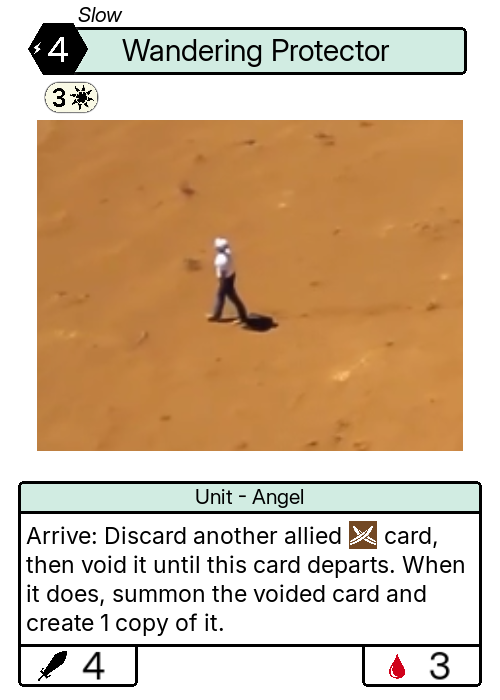 Slow
4 Wandering Protector
3
Unit - Angel
Arrive: Discard another allied card,
then void it until this card departs. When
it does, summon the voided card and
create 1 copy of it.
4 3